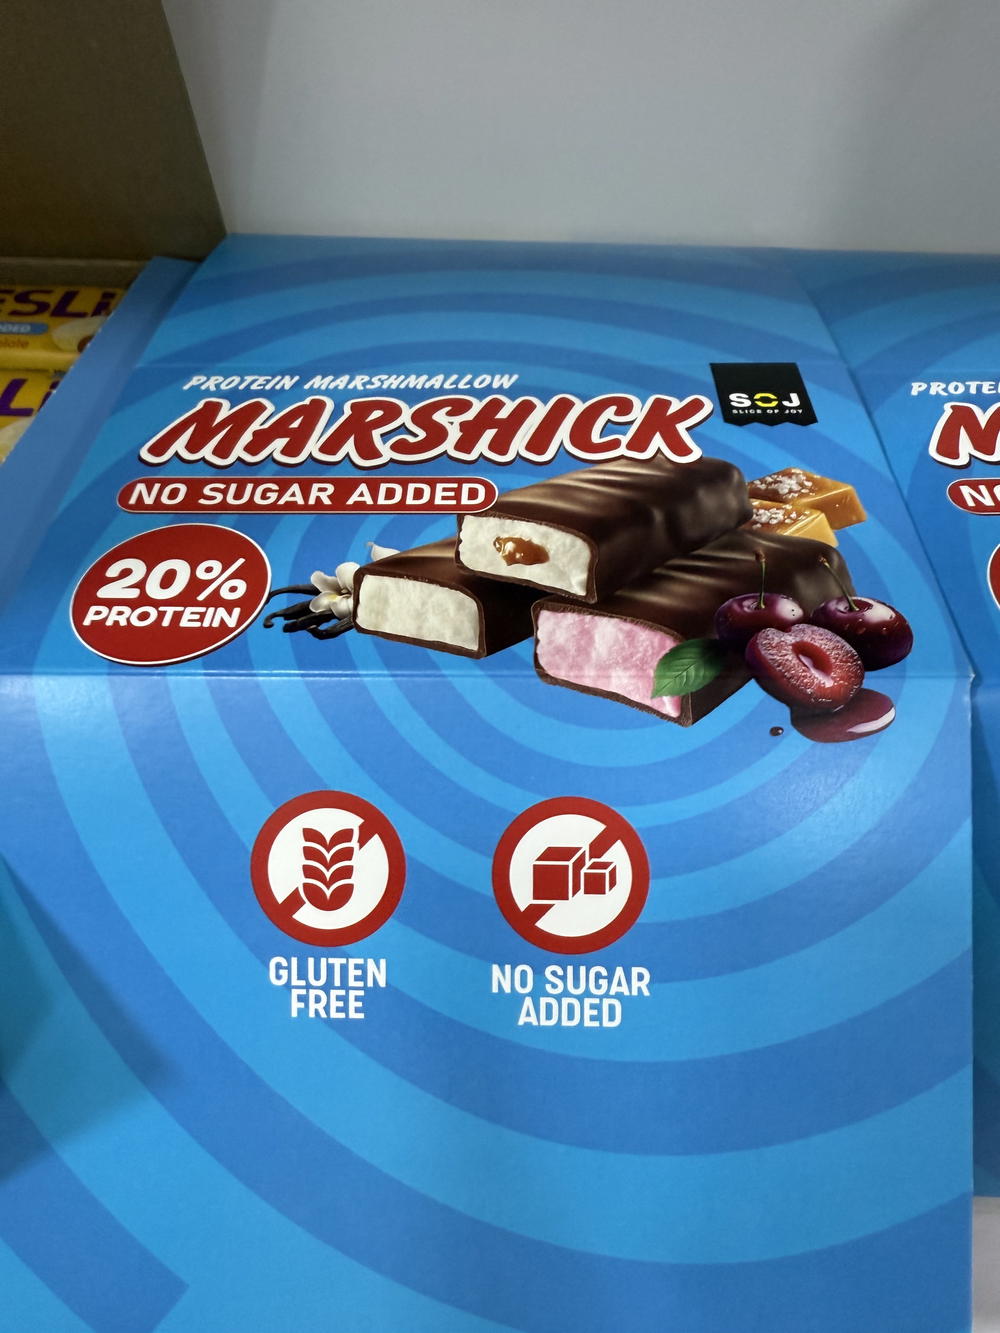 PROTEIN MARSHMALLOW
MARSHICK
NO SUGAR ADDED
SOJ
SLICE OF JOY
20%
PROTEIN
GLUTEN
FREE
NO SUGAR
ADDED